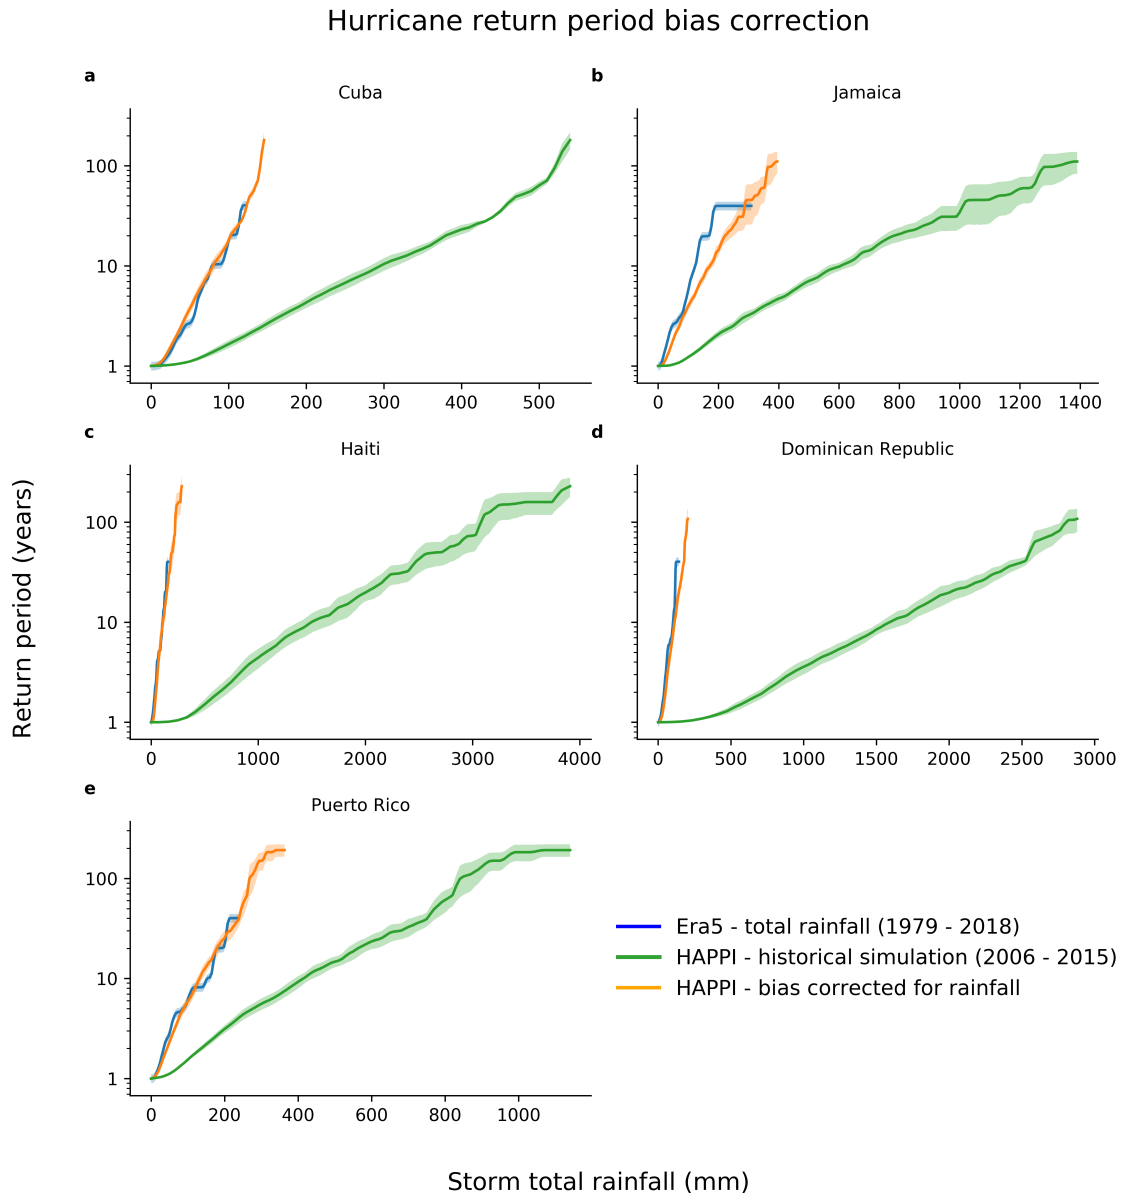 Hurricane return period bias correction
a
Cuba
100
10
1
0 100 200 300 400 500
b
Jamaica
0 200 400 600 800 1000 1200 1400
c
Haiti
100
10
1
0 1000 2000 3000 4000
d
Dominican Republic
0 500 1000 1500 2000 2500 3000
e
Puerto Rico
100
10
1
0 200 400 600 800 1000
Return period (years)
Era5 - total rainfall (1979 - 2018)
HAPPI - historical simulation (2006 - 2015)
HAPPI - bias corrected for rainfall
Storm total rainfall (mm)